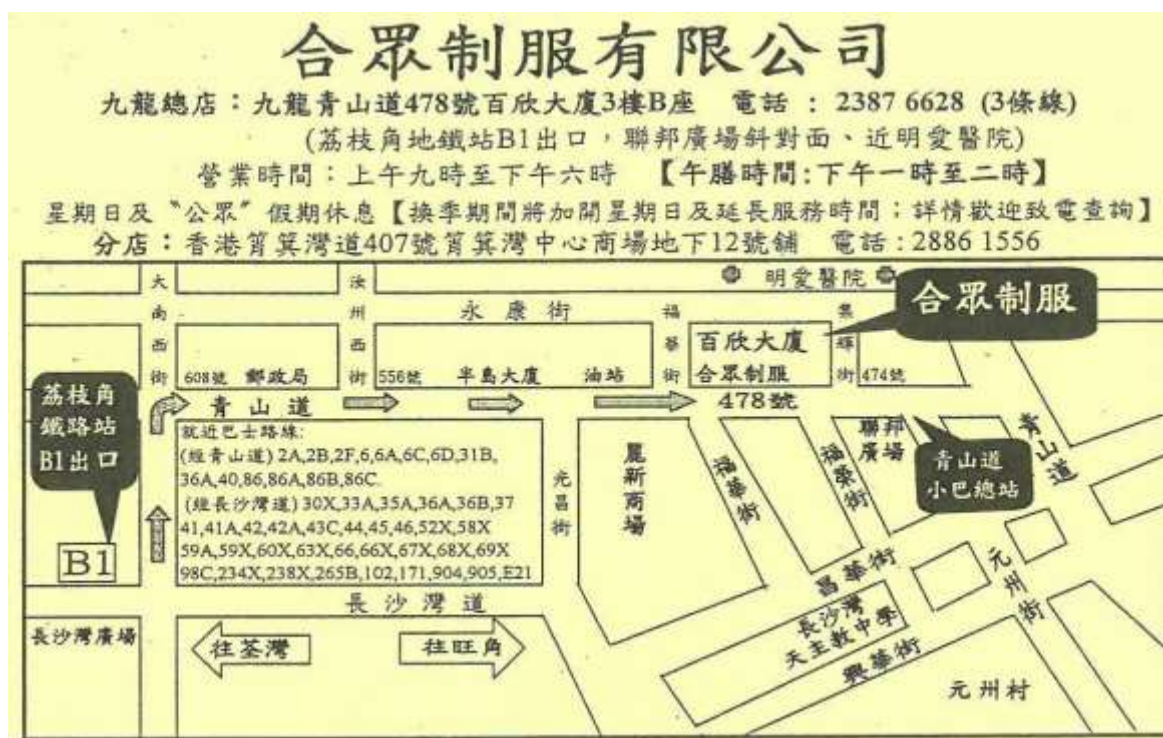 合眾制服有限公司
九龍總店：九龍青山道478號百欣大廈3樓B座 電話：2387 6628 (3條線)
(荔枝角地鐵站B1出口，聯邦廣場斜對面、近明愛醫院)
營業時間：上午九時至下午六時 【午膳時間:下午一時至二時】
星期日及〝公眾〞假期休息【換季期間將加開星期日及延長服務時間；詳情歡迎致電查詢】
分店：香港筲箕灣道407號筲箕灣中心商場地下12號舖 電話:2886 1556
明愛醫院
合眾制服
大南西街
汝州西街
永康街
福華街
集輝街
百欣大廈
合眾制服
478號
474號
608號 郵政局
556號 半島大廈 油站
荔枝角
鐵路站
B1出口
青山道
就近巴士路線:
(經青山道) 2A,2B,2F,6,6A,6C,6D,31B,
36A,40,86,86A,86B,86C.
(經長沙灣道) 30X,33A,35A,36A,36B,37
41,41A,42,42A,43C,44,45,46,52X,58X
59A,59X,60X,63X,66,66X,67X,68X,69X
98C,234X,238X,265B,102,171,904,905,E21
B1
光昌街
麗新商場
福華街
福榮街
聯邦廣場
青山道
小巴總站
青山道
昌華街
元州街
長沙灣道
長沙灣廣場
往荃灣
往旺角
長沙灣
天主教中學
興華街
元州村